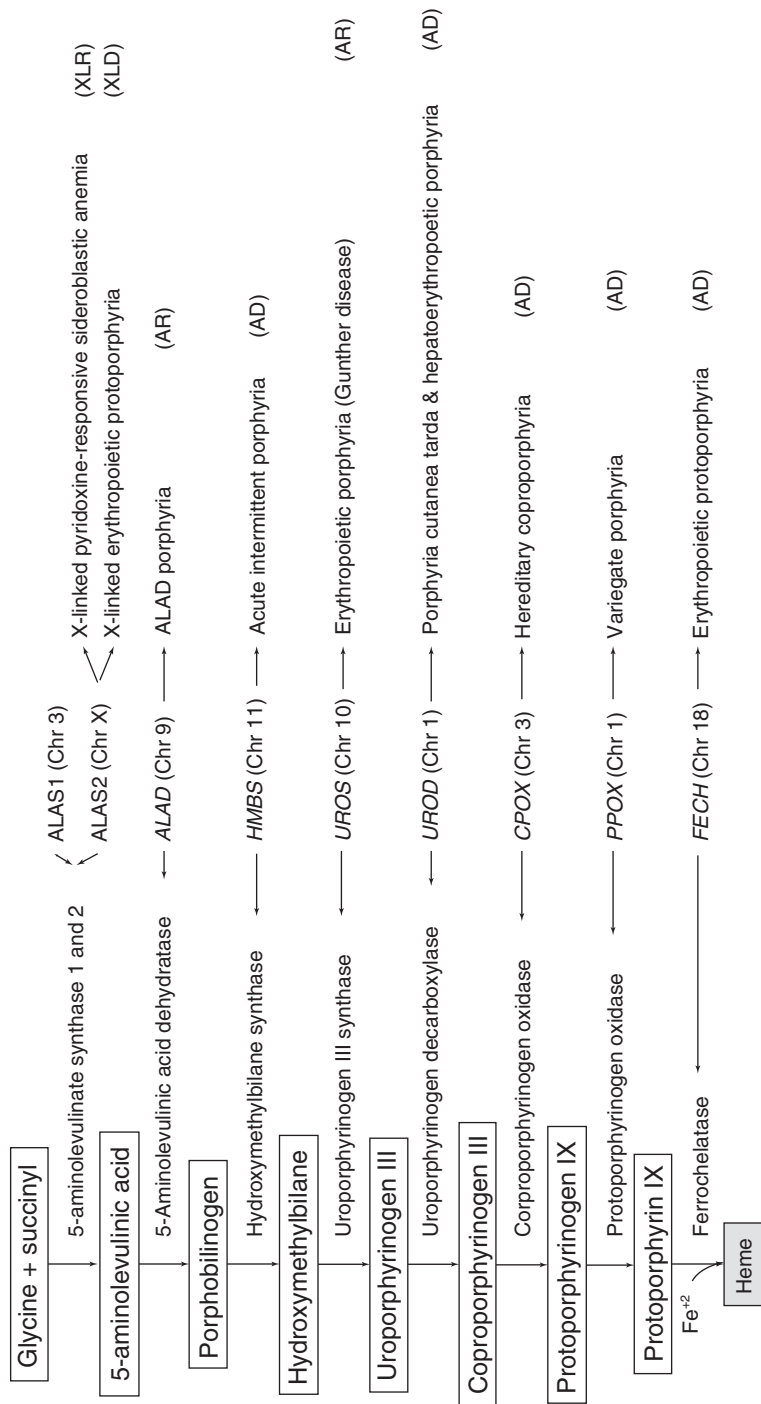 Glycine + succinyl
5-aminolevulinate synthase 1 and 2
ALAS1 (Chr 3)
ALAS2 (Chr X)
X-linked pyridoxine-responsive sideroblastic anemia (XLR)
X-linked erythropoietic protoporphyria (XLD)
5-aminolevulinic acid
5-Aminolevulinic acid dehydratase
ALAD (Chr 9)
ALAD porphyria (AR)
Porphobilinogen
Hydroxymethylbilane synthase
HMBS (Chr 11)
Acute intermittent porphyria (AD)
Hydroxymethylbilane
Uroporphyrinogen III synthase
UROS (Chr 10)
Erythropoietic porphyria (Gunther disease) (AR)
Uroporphyrinogen III
Uroporphyrinogen decarboxylase
UROD (Chr 1)
Porphyria cutanea tarda & hepatoerythropoetic porphyria (AD)
Coproporphyrinogen III
Corproporphyrinogen oxidase
CPOX (Chr 3)
Hereditary coproporphyria (AD)
Protoporphyrinogen IX
Protoporphyrinogen oxidase
PPOX (Chr 1)
Variegate porphyria (AD)
Protoporphyrin IX
Fe+2
Ferrochelatase
FECH (Chr 18)
Erythropoietic protoporphyria (AD)
Heme